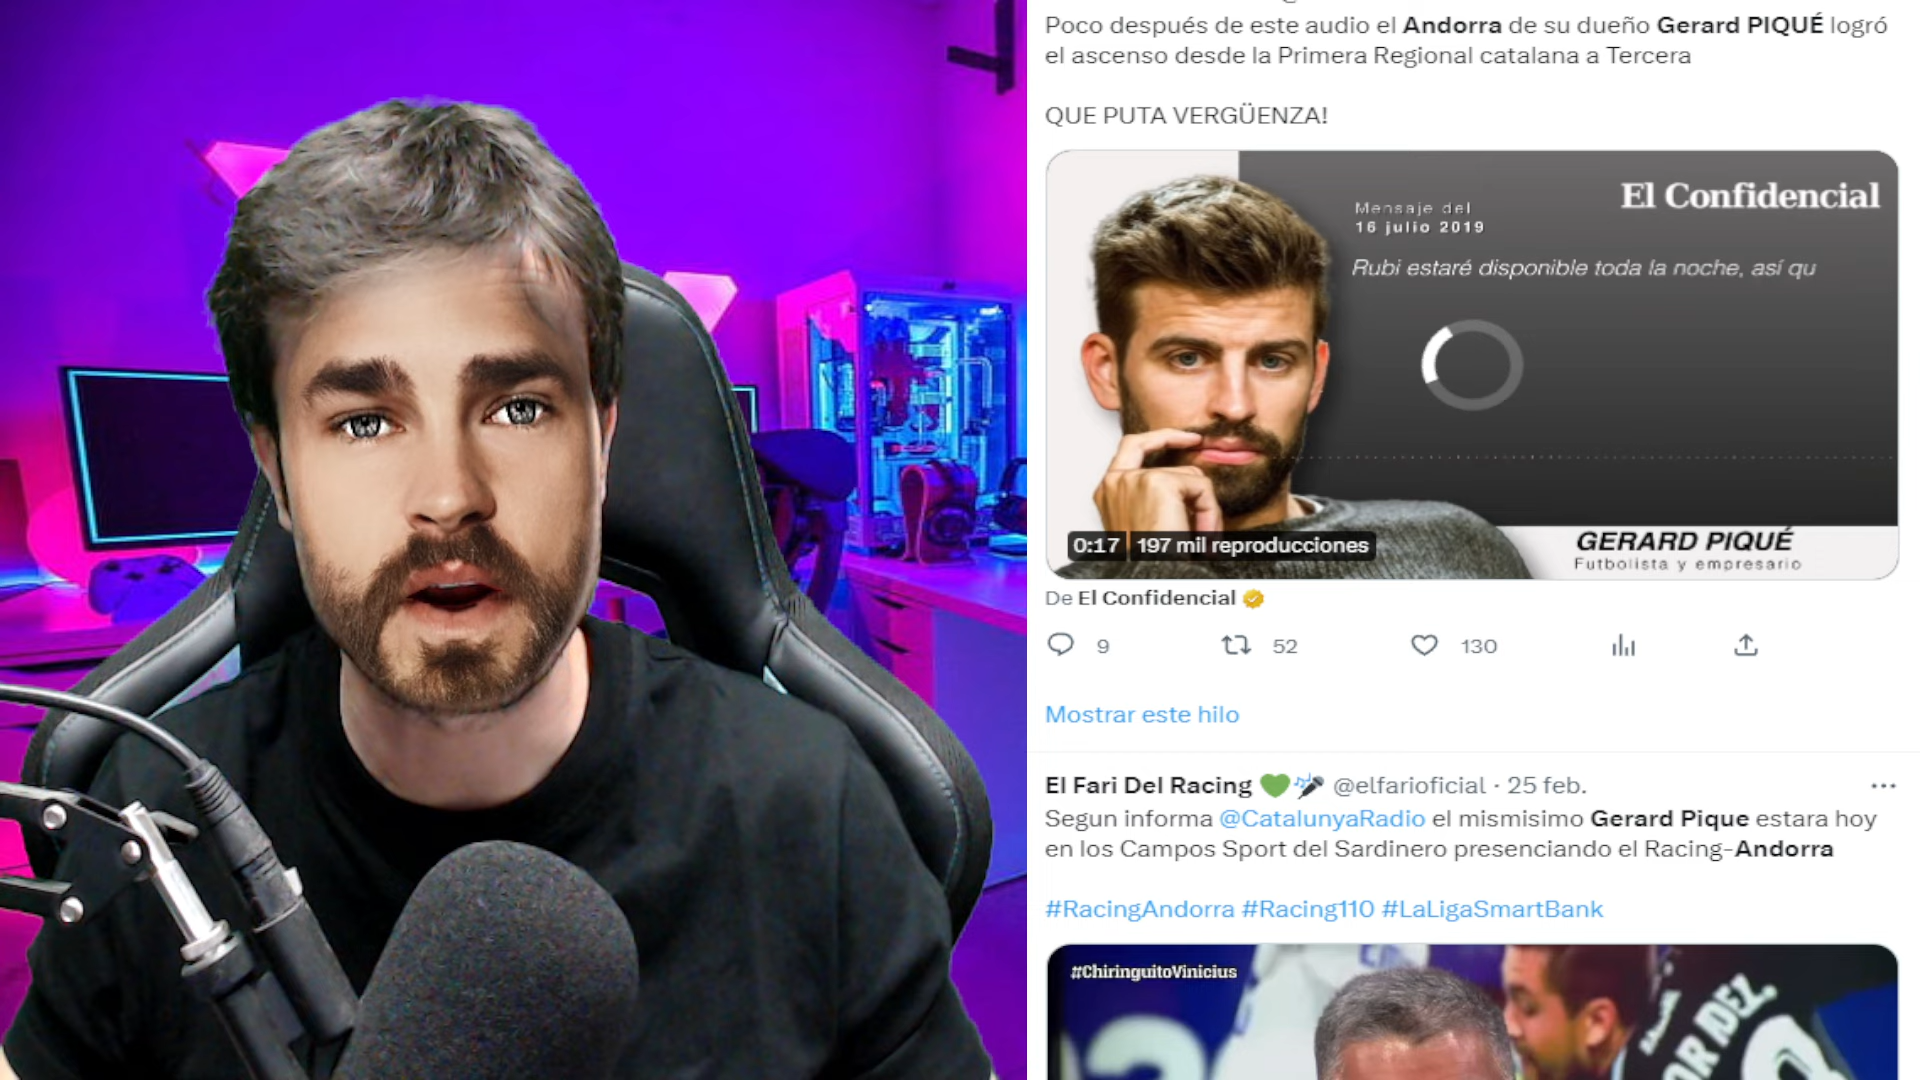 Poco después de este audio el Andorra de su dueño Gerard PIQUÉ logró
el ascenso desde la Primera Regional catalana a Tercera
QUE PUTA VERGÜENZA!
El Confidencial
Mensaje del
16 julio 2019
Rubi estaré disponible toda la noche, así qu
0:17 197 mil reproducciones
GERARD PIQUÉ
Futbolista y empresario
De El Confidencial
9 52 130
Mostrar este hilo
El Fari Del Racing 💚🎤 @elfarioficial · 25 feb.
Segun informa @CatalunyaRadio el mismisimo Gerard Pique estara hoy
en los Campos Sport del Sardinero presenciando el Racing-Andorra
#RacingAndorra #Racing110 #LaLigaSmartBank
#ChiringuitoVinicius